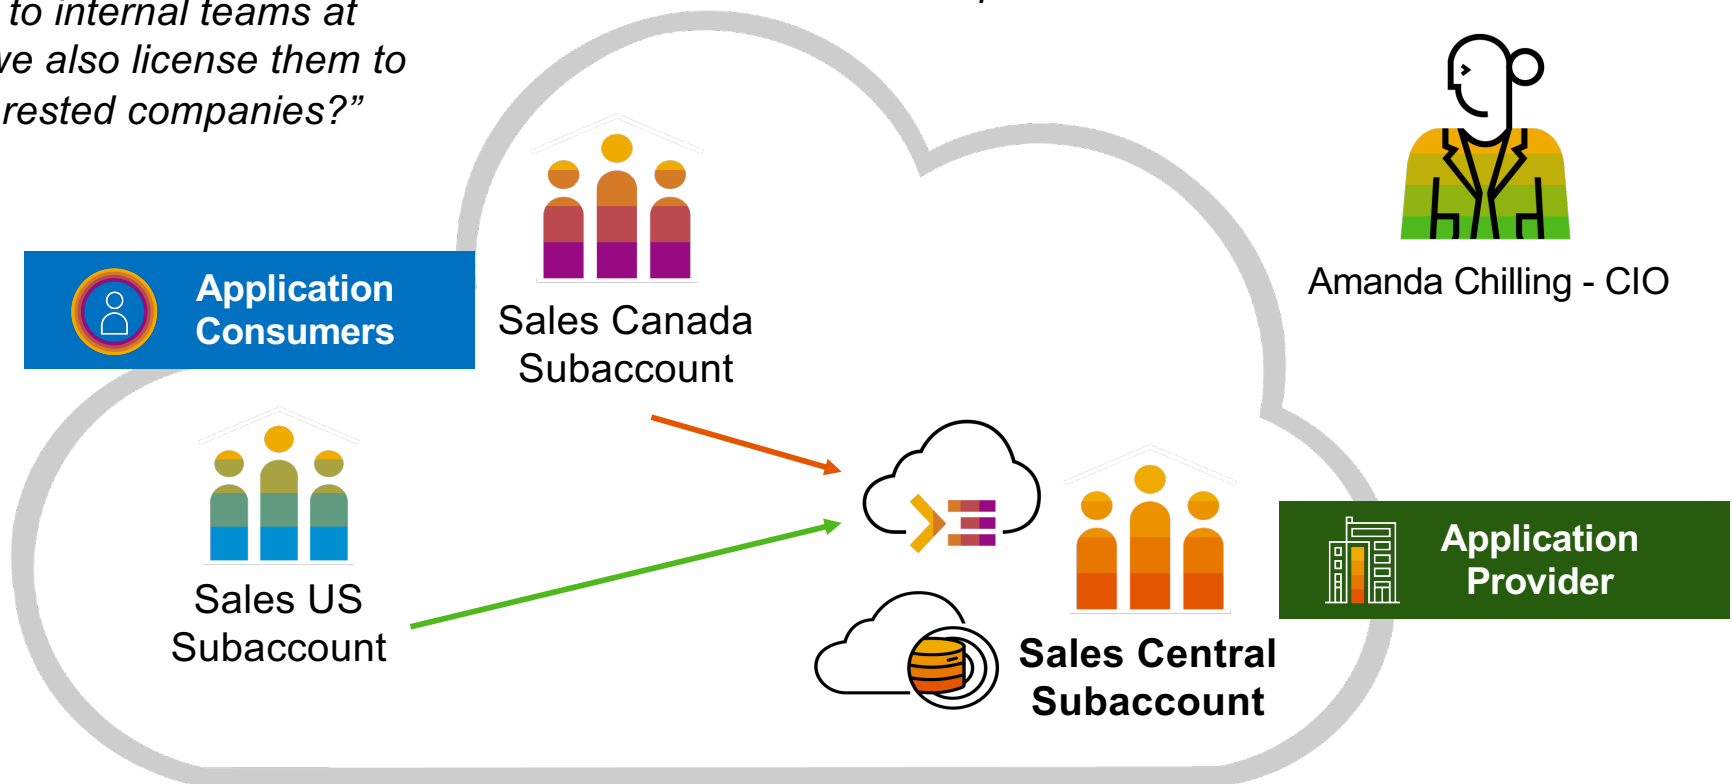 to internal teams at
we also license them to
rested companies?”
Application
Consumers
Sales Canada
Subaccount
Amanda Chilling - CIO
Sales US
Subaccount
Application
Provider
Sales Central
Subaccount